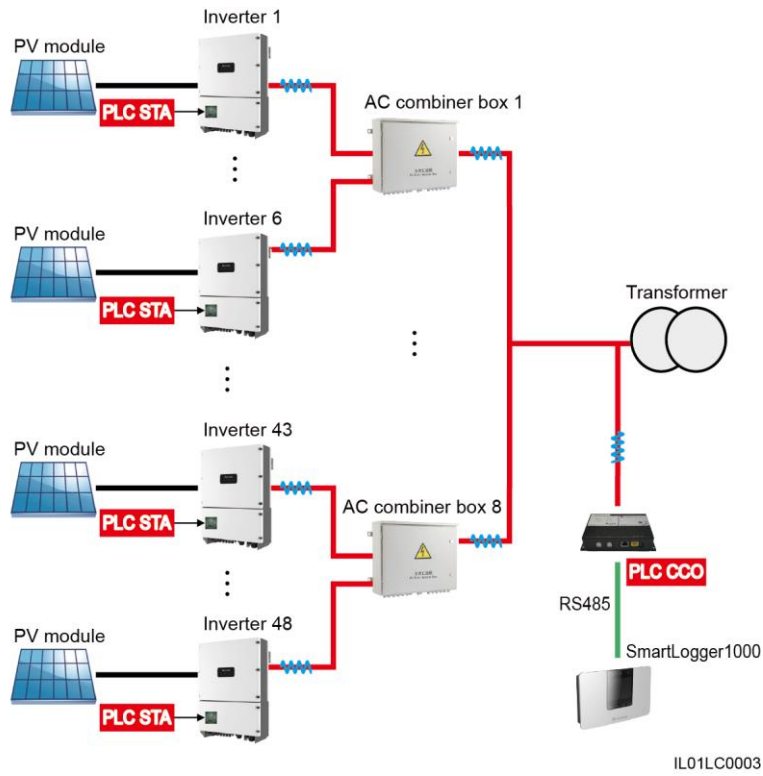 Inverter 1
PV module
PLC STA
AC combiner box 1
Inverter 6
PV module
PLC STA
Transformer
Inverter 43
PV module
PLC STA
AC combiner box 8
PLC CCO
RS485
Inverter 48
PV module
SmartLogger1000
PLC STA
IL01LC0003